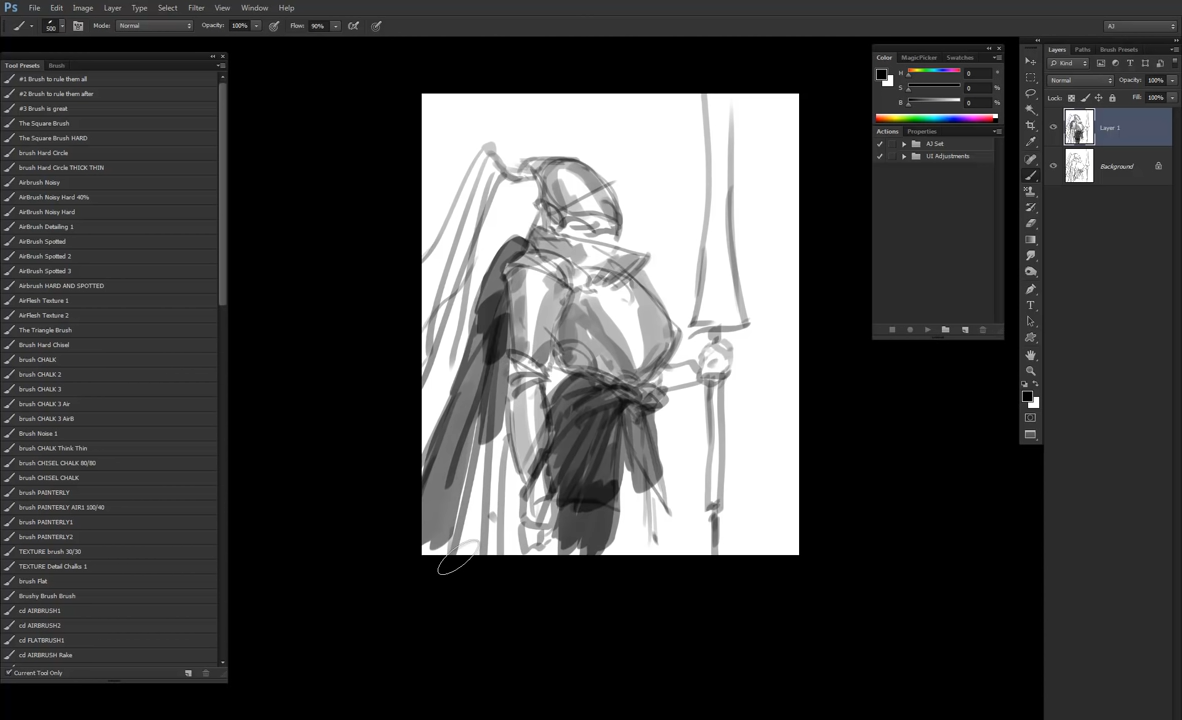 Ps File Edit Image Layer Type Select Filter View Window Help
500 Mode: Normal Opacity: 100% Flow: 90% AJ
Tool Presets Brush
#1 Brush to rule them all
#2 Brush to rule them after
#3 Brush is great
The Square Brush
The Square Brush HARD
brush Hard Circle
brush Hard Circle THICK THIN
AirBrush Noisy
AirBrush Noisy Hard 40%
AirBrush Noisy Hard
AirBrush Detailing 1
AirBrush Spotted
AirBrush Spotted 2
AirBrush Spotted 3
Airbrush HARD AND SPOTTED
AirFlesh Texture 1
AirFlesh Texture 2
The Triangle Brush
Brush Hard Chisel
brush CHALK
brush CHALK 2
brush CHALK 3
brush CHALK 3 Air
brush CHALK 3 AirB
Brush Noise 1
brush CHALK Think Thin
brush CHISEL CHALK 80/80
brush CHISEL CHALK
brush PAINTERLY
brush PAINTERLY AIR1 100/40
brush PAINTERLY1
brush PAINTERLY2
TEXTURE brush 30/30
TEXTURE Detail Chalks 1
brush Flat
Brushy Brush Brush
cd AIRBRUSH1
cd AIRBRUSH2
cd FLATBRUSH1
cd AIRBRUSH Rake
Current Tool Only
Color MagicPicker Swatches
H 0 °
S 0 %
B 0 %
Actions Properties
AJ Set
UI Adjustments
Layers Paths Brush Presets
Kind
Normal Opacity: 100%
Lock: Fill: 100%
Layer 1
Background